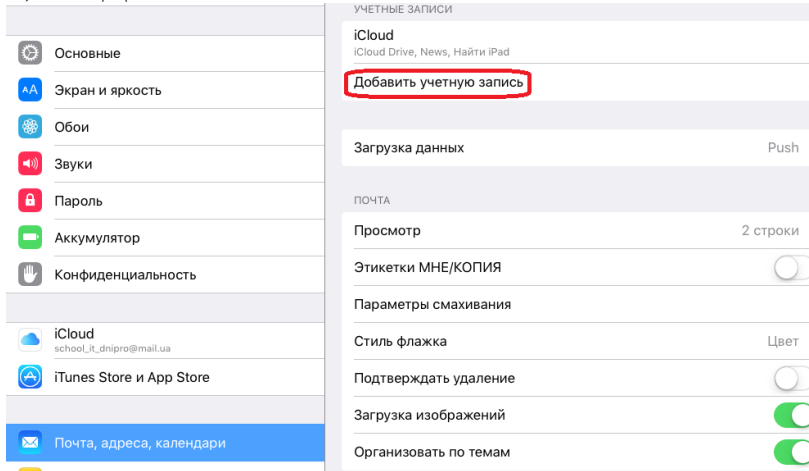 Основные
Экран и яркость
Обои
Звуки
Пароль
Аккумулятор
Конфиденциальность
iCloud
school_it_dnipro@mail.ua
iTunes Store и App Store
Почта, адреса, календари
УЧЕТНЫЕ ЗАПИСИ
iCloud
iCloud Drive, News, Найти iPad
Добавить учетную запись
Загрузка данных Push
ПОЧТА
Просмотр 2 строки
Этикетки МНЕ/КОПИЯ
Параметры смахивания
Стиль флажка Цвет
Подтверждать удаление
Загрузка изображений
Организовать по темам